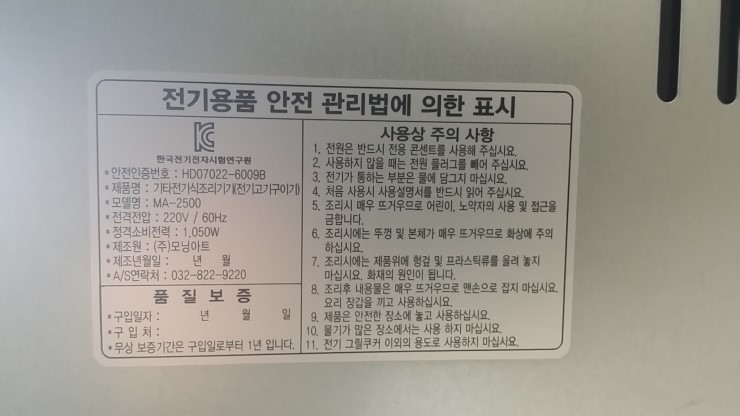 전기용품 안전 관리법에 의한 표시
한국전기전자시험연구원
* 안전인증번호 : HD07022-6009B
* 제품명 : 기타전기식조리기기(전기고기구이기)
* 모델명 : MA-2500
* 전격전압 : 220V / 60Hz
* 정격소비전력 : 1,050W
* 제조원 : (주)모닝아트
* 제조년월일 : 년 월
* A/S연락처 : 032-822-9220
품 질 보 증
* 구입일자 : 년 월 일
* 구 입 처 :
* 무상 보증기간은 구입일로부터 1년 입니다.
사용상 주의 사항
1. 전원은 반드시 전용 콘센트를 사용해 주십시요.
2. 사용하지 않을 때는 전원 플러그를 빼어 주십시요.
3. 전기가 통하는 부분은 물에 담그지 마십시요.
4. 처음 사용시 사용설명서를 반드시 읽어 주십시요.
5. 조리시 매우 뜨거우므로 어린이, 노약자의 사용 및 접근을
금합니다.
6. 조리시에는 뚜껑 및 본체가 매우 뜨거우므로 화상에 주의
하십시요.
7. 조리시에는 제품위에 헝겊 및 프라스틱류를 올려 놓지
마십시요. 화재의 원인이 됩니다.
8. 조리후 내용물은 매우 뜨거우므로 맨손으로 잡지 마십시요.
요리 장갑을 끼고 사용하십시요.
9. 제품은 안전한 장소에 놓고 사용하십시요.
10. 물기가 많은 장소에서는 사용 하지 마십시요.
11. 전기 그릴쿠커 이외의 용도로 사용하지 마십시요.